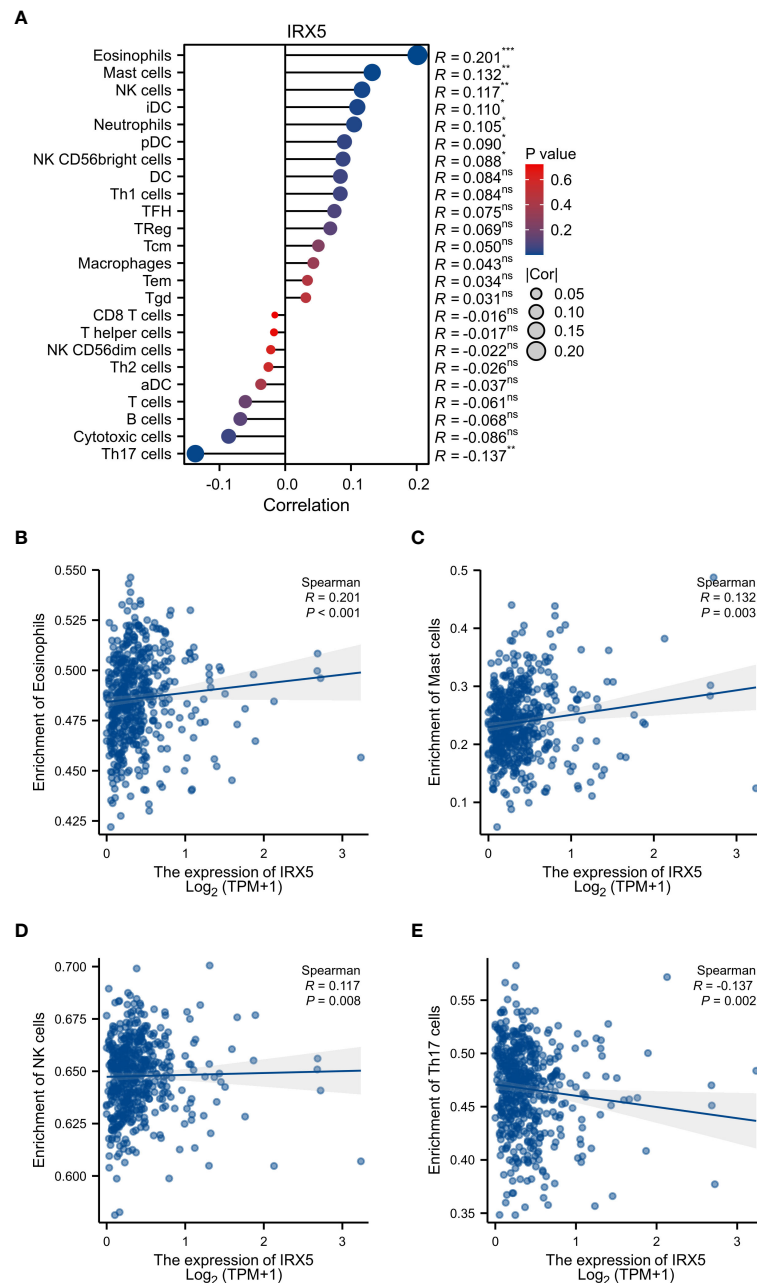 A
IRX5
Eosinophils R = 0.201***
Mast cells R = 0.132**
NK cells R = 0.117**
iDC R = 0.110*
Neutrophils R = 0.105*
pDC R = 0.090*
NK CD56bright cells R = 0.088*
DC R = 0.084ns
Th1 cells R = 0.084ns
TFH R = 0.075ns
TReg R = 0.069ns
Tcm R = 0.050ns
Macrophages R = 0.043ns
Tem R = 0.034ns
Tgd R = 0.031ns
CD8 T cells R = -0.016ns
T helper cells R = -0.017ns
NK CD56dim cells R = -0.022ns
Th2 cells R = -0.026ns
aDC R = -0.037ns
T cells R = -0.061ns
B cells R = -0.068ns
Cytotoxic cells R = -0.086ns
Th17 cells R = -0.137**
-0.1 0.0 0.1 0.2
Correlation
P value
0.6
0.4
0.2
|Cor|
0.05
0.10
0.15
0.20
B
Spearman
R = 0.201
P < 0.001
Enrichment of Eosinophils
0.550
0.525
0.500
0.475
0.450
0.425
0 1 2 3
The expression of IRX5
Log2 (TPM+1)
C
Spearman
R = 0.132
P = 0.003
Enrichment of Mast cells
0.5
0.4
0.3
0.2
0.1
0 1 2 3
The expression of IRX5
Log2 (TPM+1)
D
Spearman
R = 0.117
P = 0.008
Enrichment of NK cells
0.700
0.675
0.650
0.625
0.600
0 1 2 3
The expression of IRX5
Log2 (TPM+1)
E
Spearman
R = -0.137
P = 0.002
Enrichment of Th17 cells
0.55
0.50
0.45
0.40
0.35
0 1 2 3
The expression of IRX5
Log2 (TPM+1)